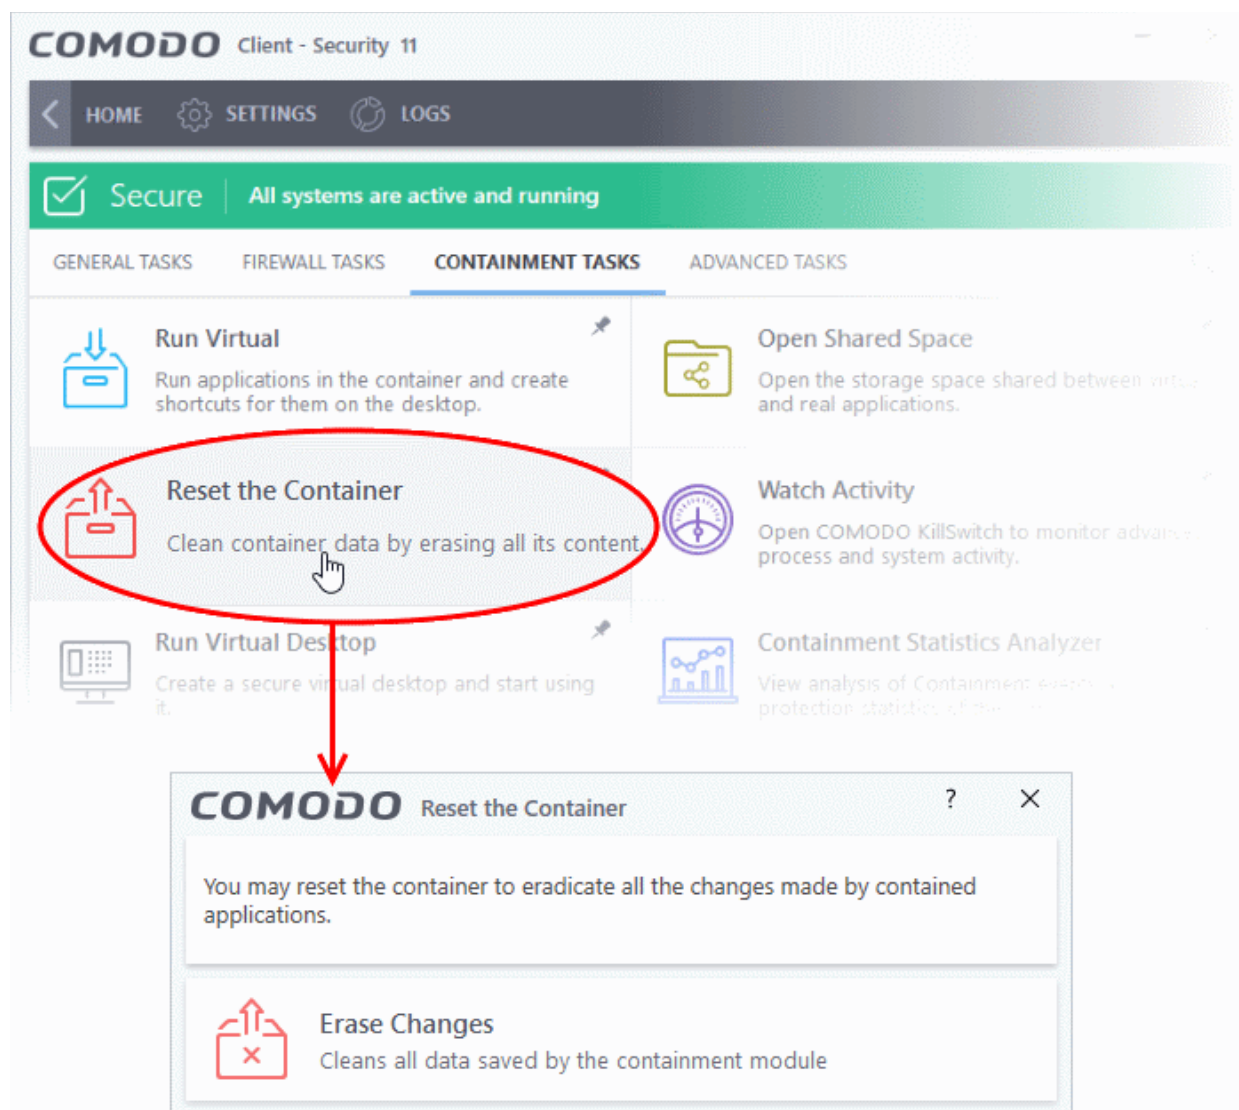 COMODO Client - Security 11
HOME SETTINGS LOGS
Secure All systems are active and running
GENERAL TASKS FIREWALL TASKS CONTAINMENT TASKS ADVANCED TASKS
Run Virtual
Run applications in the container and create
shortcuts for them on the desktop.
Open Shared Space
Open the storage space shared between
and real applications.
Reset the Container
Clean container data by erasing all its content.
Watch Activity
Open COMODO KillSwitch to monitor
process and system activity.
Run Virtual Desktop
Create a secure virtual desktop and start using
it.
Containment Statistics Analyzer
View analysis of Containment
protection statistics of the
COMODO Reset the Container ?
You may reset the container to eradicate all the changes made by contained
applications.
Erase Changes
Cleans all data saved by the containment module